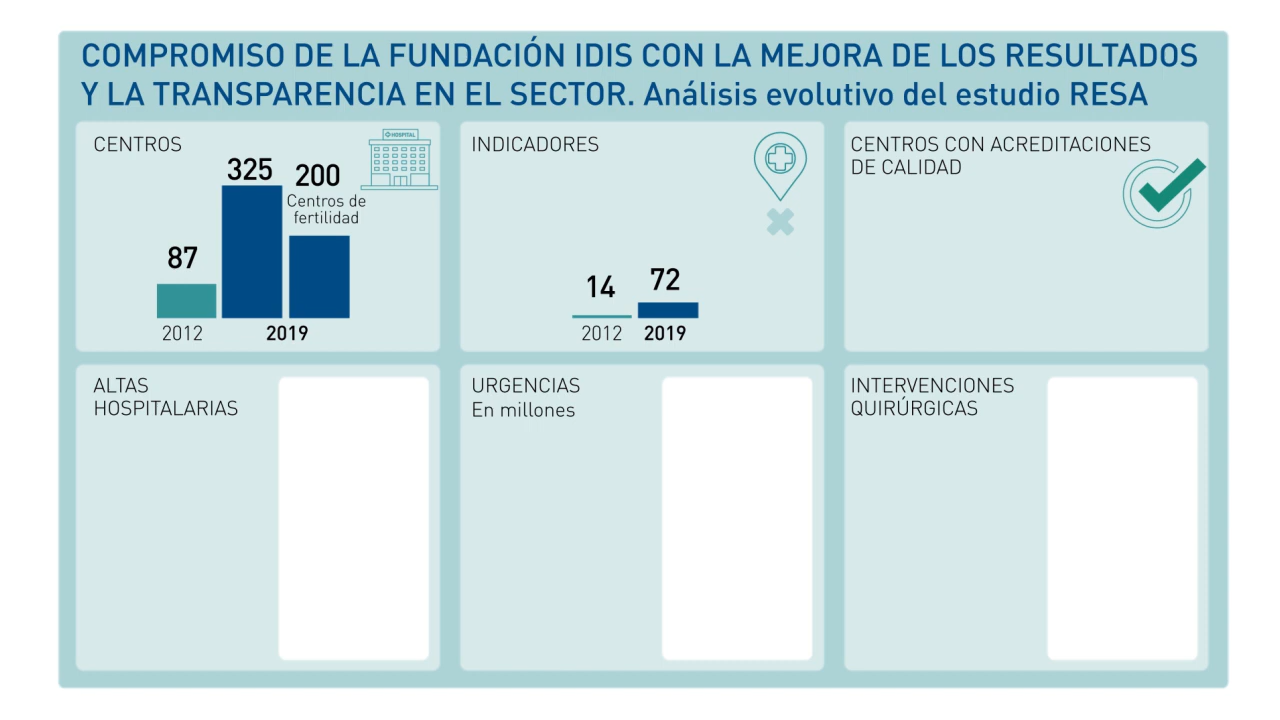 COMPROMISO DE LA FUNDACIÓN IDIS CON LA MEJORA DE LOS RESULTADOS
Y LA TRANSPARENCIA EN EL SECTOR. Análisis evolutivo del estudio RESA
CENTROS
HOSPITAL
325
200
Centros de
fertilidad
87
2012
2019
INDICADORES
14
72
2012
2019
CENTROS CON ACREDITACIONES
DE CALIDAD
ALTAS
HOSPITALARIAS
URGENCIAS
En millones
INTERVENCIONES
QUIRÚRGICAS